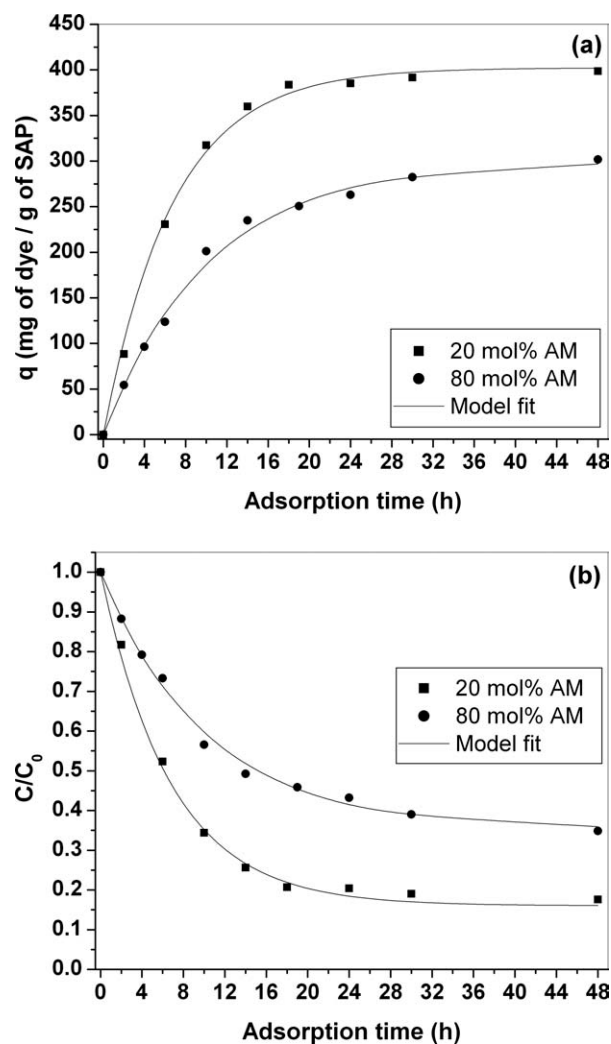 (a)
450
400
350
300
250
200
150
100
50
0
q (mg of dye / g of SAP)
20 mol% AM
80 mol% AM
Model fit
0 4 8 12 16 20 24 28 32 36 40 44 48
Adsorption time (h)
(b)
1.0
0.9
0.8
0.7
0.6
0.5
0.4
0.3
0.2
0.1
0.0
C/C₀
20 mol% AM
80 mol% AM
Model fit
0 4 8 12 16 20 24 28 32 36 40 44 48
Adsorption time (h)